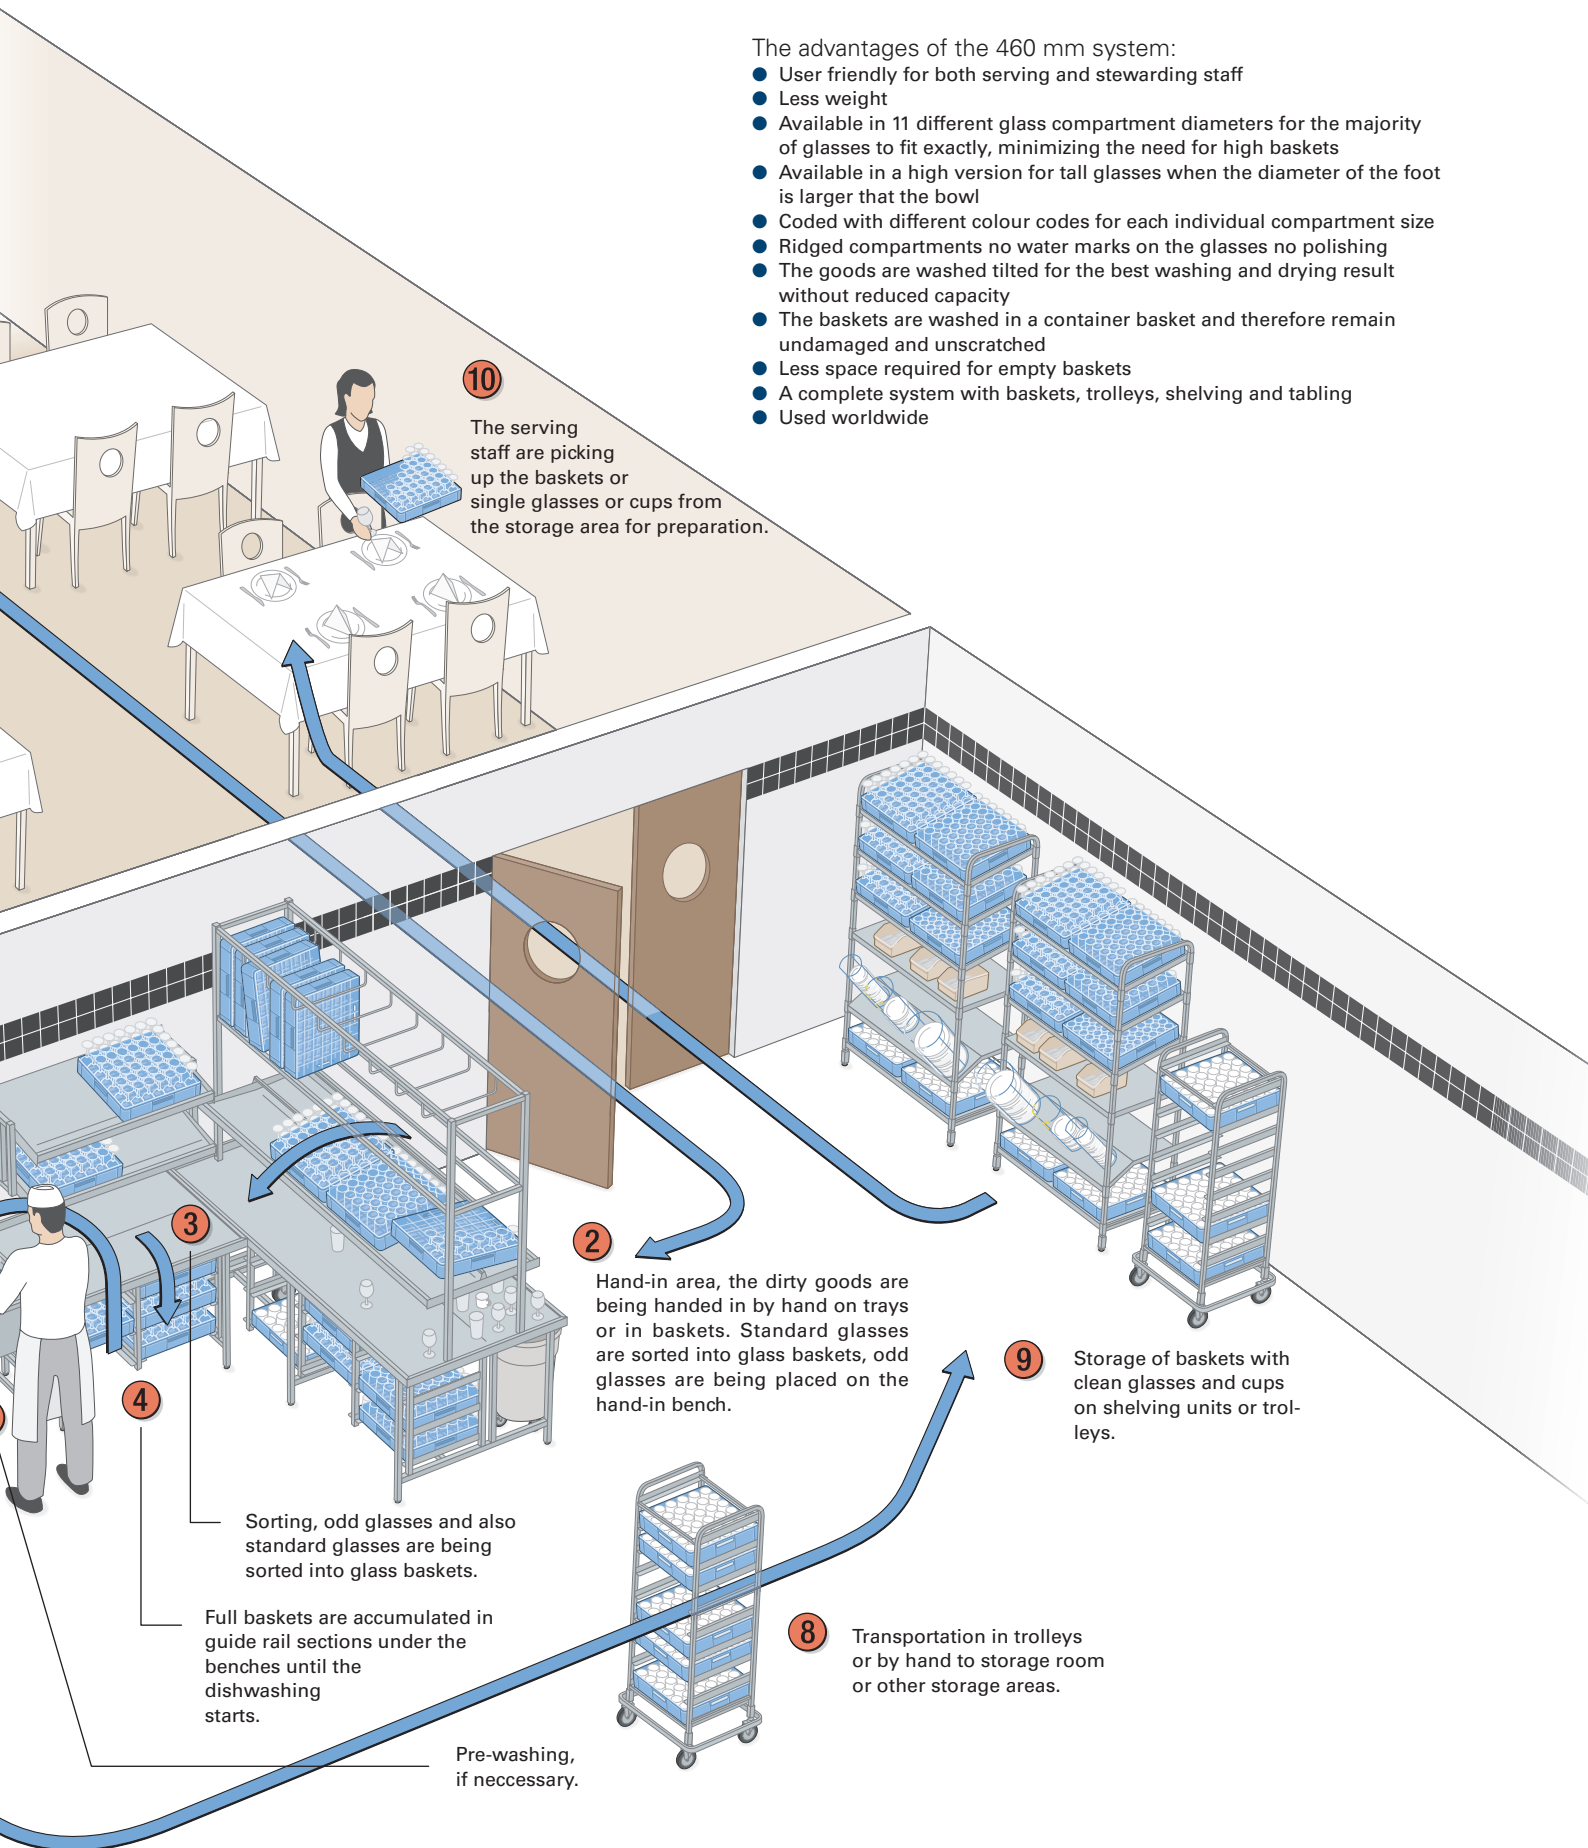 The advantages of the 460 mm system:
● User friendly for both serving and stewarding staff
● Less weight
● Available in 11 different glass compartment diameters for the majority
of glasses to fit exactly, minimizing the need for high baskets
● Available in a high version for tall glasses when the diameter of the foot
is larger that the bowl
● Coded with different colour codes for each individual compartment size
● Ridged compartments no water marks on the glasses no polishing
● The goods are washed tilted for the best washing and drying result
without reduced capacity
● The baskets are washed in a container basket and therefore remain
undamaged and unscratched
● Less space required for empty baskets
● A complete system with baskets, trolleys, shelving and tabling
● Used worldwide
10
The serving
staff are picking
up the baskets or
single glasses or cups from
the storage area for preparation.
3
2
Hand-in area, the dirty goods are
being handed in by hand on trays
or in baskets. Standard glasses
are sorted into glass baskets, odd
glasses are being placed on the
hand-in bench.
9
Storage of baskets with
clean glasses and cups
on shelving units or trol-
leys.
4
Sorting, odd glasses and also
standard glasses are being
sorted into glass baskets.
Full baskets are accumulated in
guide rail sections under the
benches until the
dishwashing
starts.
8
Transportation in trolleys
or by hand to storage room
or other storage areas.
Pre-washing,
if neccessary.